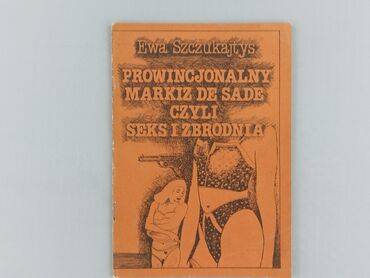 Ewa Szczukajtys
PROWINCJONALNY
MARKIZ DE SADE
CZYLI
SEKS I ZBRODNIA